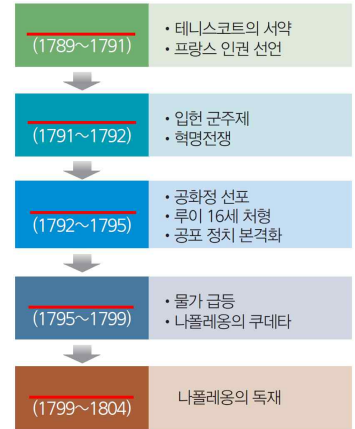 (1789~1791)
• 테니스코트의 서약
• 프랑스 인권 선언
(1791~1792)
• 입헌 군주제
• 혁명전쟁
(1792~1795)
• 공화정 선포
• 루이 16세 처형
• 공포 정치 본격화
(1795~1799)
• 물가 급등
• 나폴레옹의 쿠데타
(1799~1804)
나폴레옹의 독재